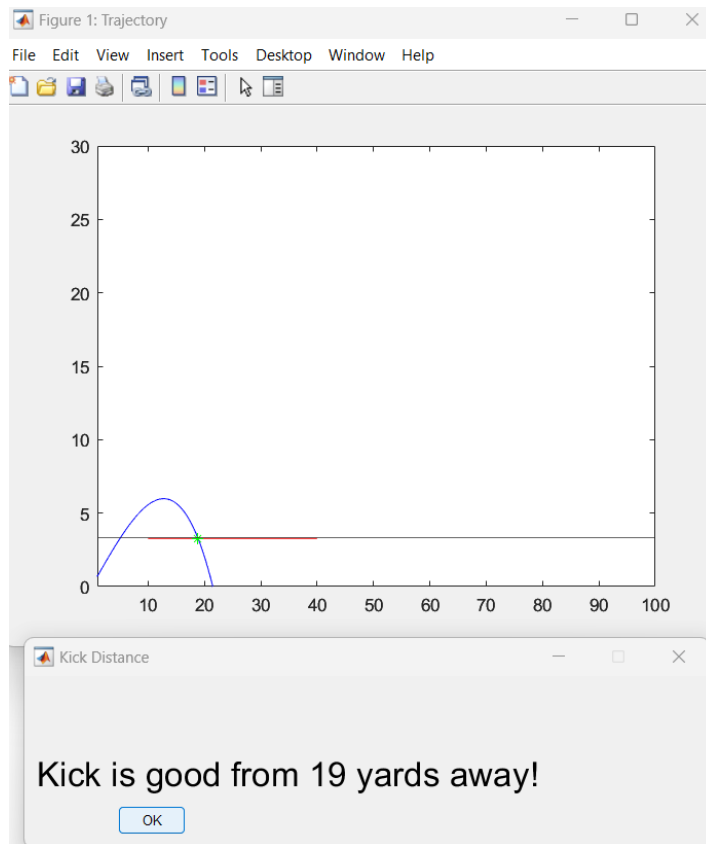 Figure 1: Trajectory
File Edit View Insert Tools Desktop Window Help
30
25
20
15
10
5
0
10 20 30 40 50 60 70 80 90 100
Kick Distance
Kick is good from 19 yards away!
OK